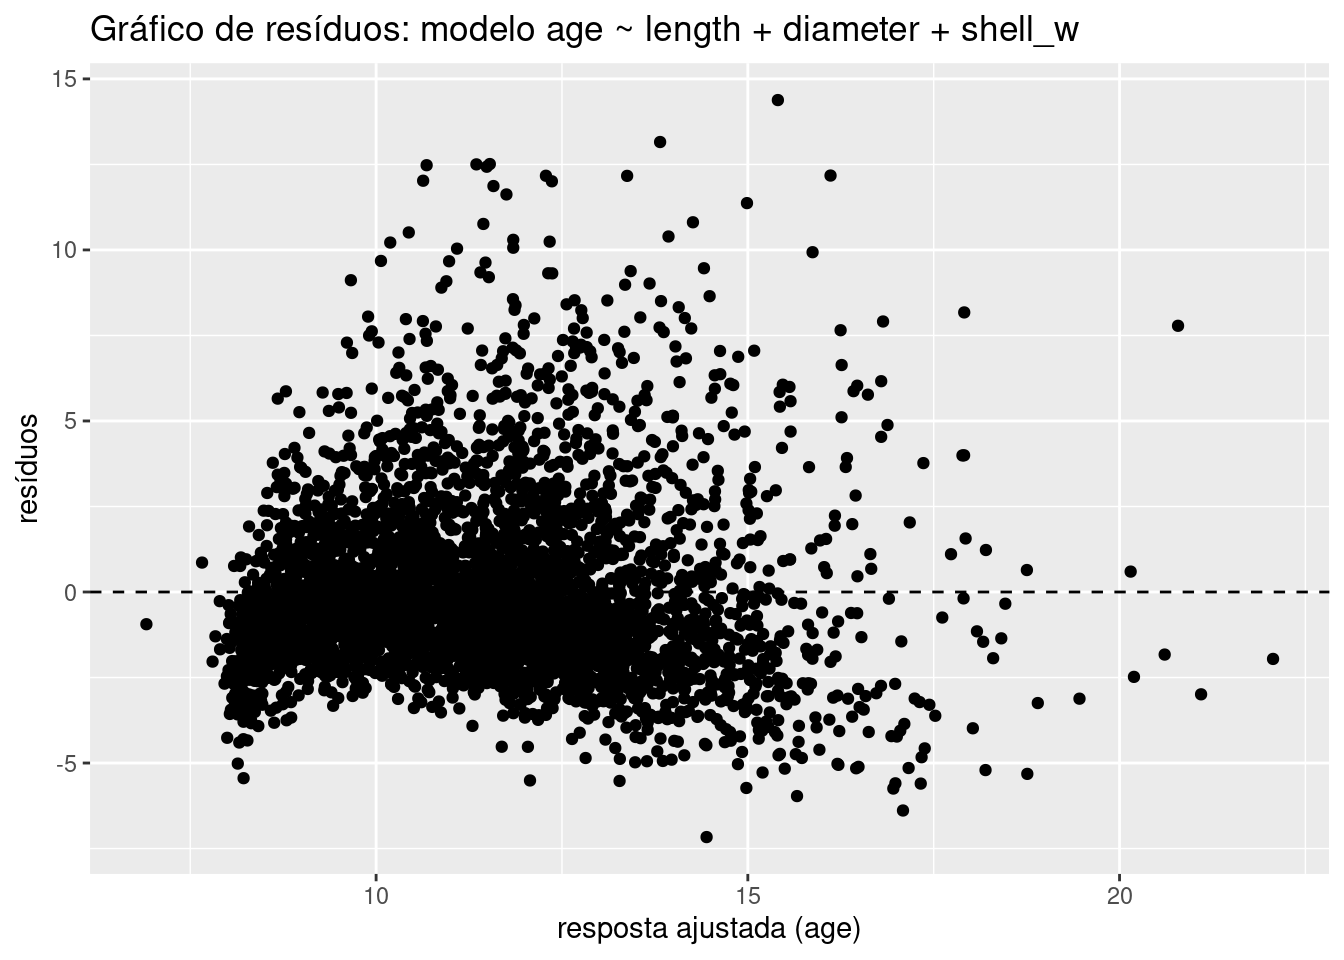 Gráfico de resíduos: modelo age ~ length + diameter + shell_w
15
10
5
0
-5
resíduos
10 15 20
resposta ajustada (age)